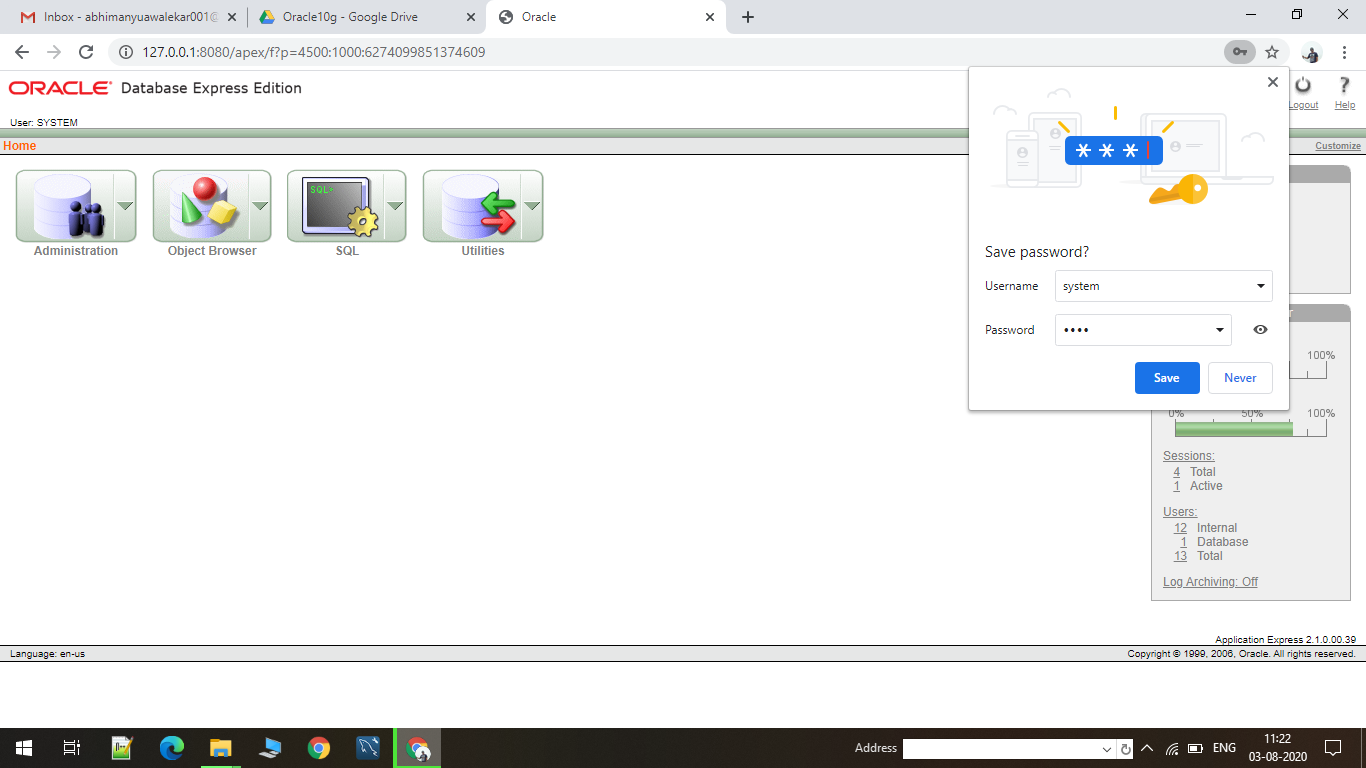 Inbox - abhimanyuawalekar001@
Oracle10g - Google Drive
Oracle
127.0.0.1:8080/apex/f?p=4500:1000:6274099851374609
ORACLE Database Express Edition
Logout
Help
User: SYSTEM
Home
Customize
SQL>
Administration
Object Browser
SQL
Utilities
* * *
Save password?
Username
system
Password
••••
Save
Never
100%
0% 50% 100%
Sessions:
4 Total
1 Active
Users:
12 Internal
1 Database
13 Total
Log Archiving: Off
Application Express 2.1.0.00.39
Language: en-us
Copyright © 1999, 2006, Oracle. All rights reserved.
Address
ENG
11:22
03-08-2020